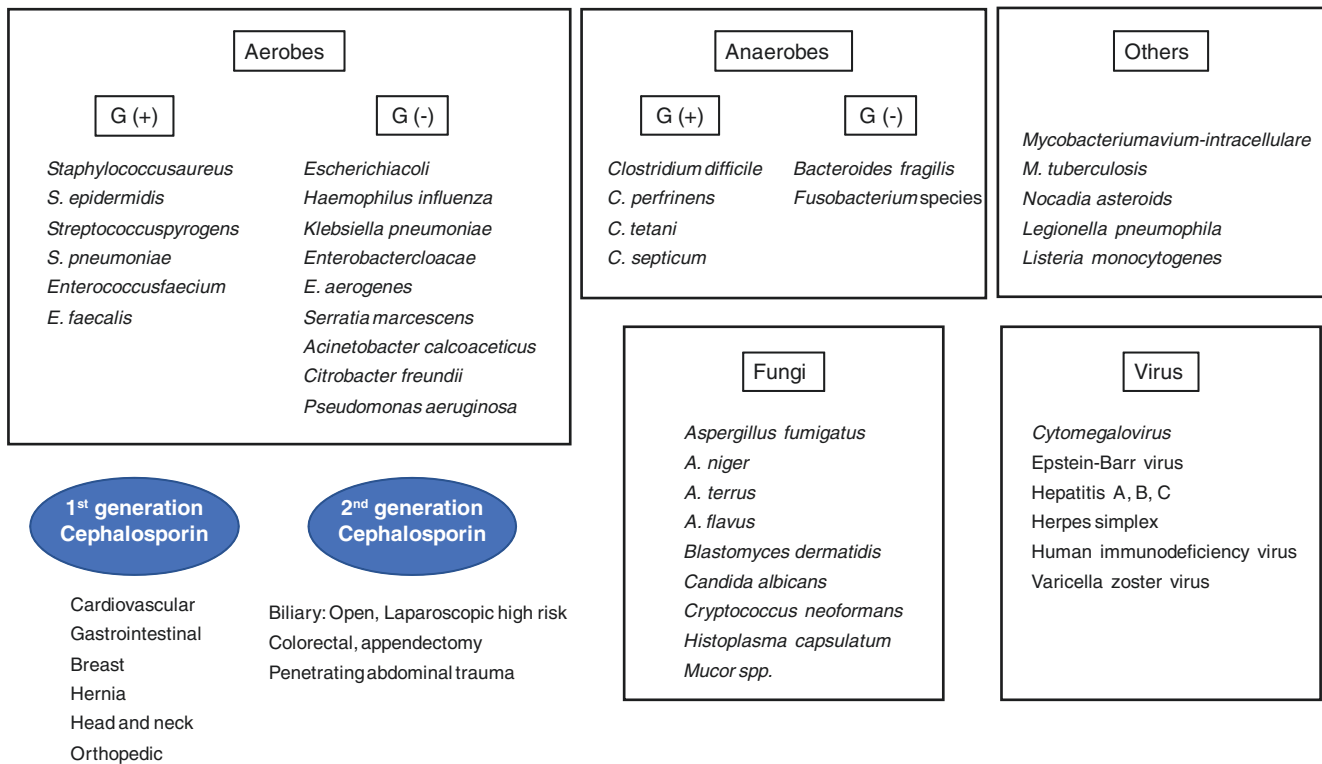 Aerobes
G (+)
Staphylococcusaureus
S. epidermidis
Streptococcuspyrogens
S. pneumoniae
Enterococcusfaecium
E. faecalis
G (-)
Escherichiacoli
Haemophilus influenza
Klebsiella pneumoniae
Enterobactercloacae
E. aerogenes
Serratia marcescens
Acinetobacter calcoaceticus
Citrobacter freundii
Pseudomonas aeruginosa
Anaerobes
G (+)
Clostridium difficile
C. perfrinens
C. tetani
C. septicum
G (-)
Bacteroides fragilis
Fusobacterium species
Others
Mycobacteriumavium-intracellulare
M. tuberculosis
Nocadia asteroids
Legionella pneumophila
Listeria monocytogenes
1st generation
Cephalosporin
Cardiovascular
Gastrointestinal
Breast
Hernia
Head and neck
Orthopedic
2nd generation
Cephalosporin
Biliary: Open, Laparoscopic high risk
Colorectal, appendectomy
Penetrating abdominal trauma
Fungi
Aspergillus fumigatus
A. niger
A. terrus
A. flavus
Blastomyces dermatidis
Candida albicans
Cryptococcus neoformans
Histoplasma capsulatum
Mucor spp.
Virus
Cytomegalovirus
Epstein-Barr virus
Hepatitis A, B, C
Herpes simplex
Human immunodeficiency virus
Varicella zoster virus